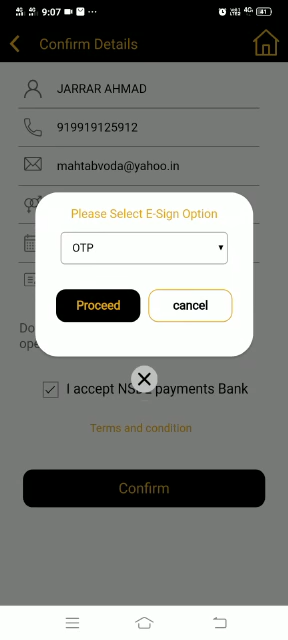 9:07
41
Confirm Details
JARRAR AHMAD
919919125912
mahtabvoda@yahoo.in
Please Select E-Sign Option
OTP
Proceed
cancel
Do
ope
I accept payments Bank
Terms and condition
Confirm